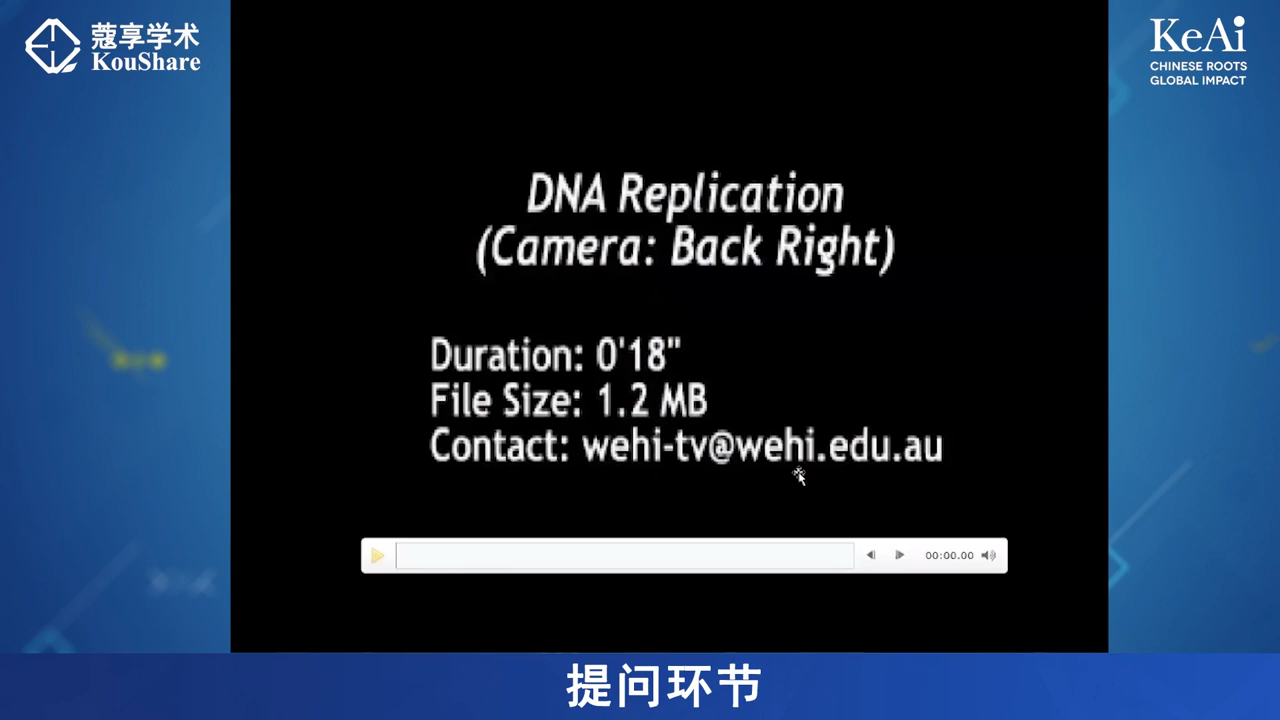 蔻享学术
KouShare
KeAi
CHINESE ROOTS
GLOBAL IMPACT
DNA Replication
(Camera: Back Right)
Duration: 0'18"
File Size: 1.2 MB
Contact: wehi-tv@wehi.edu.au
00:00.00
提问环节